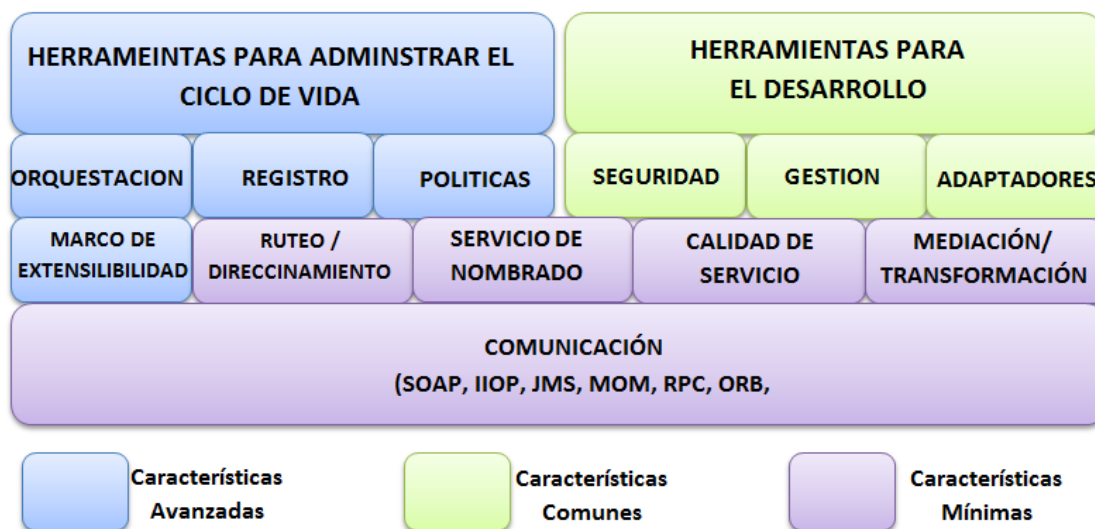 HERRAMEINTAS PARA ADMINSTRAR EL
CICLO DE VIDA
HERRAMIENTAS PARA
EL DESARROLLO
ORQUESTACION
REGISTRO
POLITICAS
SEGURIDAD
GESTION
ADAPTADORES
MARCO DE
EXTENSILIBILIDAD
RUTEO /
DIRECCINAMIENTO
SERVICIO DE
NOMBRADO
CALIDAD DE
SERVICIO
MEDIACIÓN/
TRANSFORMACIÓN
COMUNICACIÓN
(SOAP, IIOP, JMS, MOM, RPC, ORB,
Características
Avanzadas
Características
Comunes
Características
Mínimas